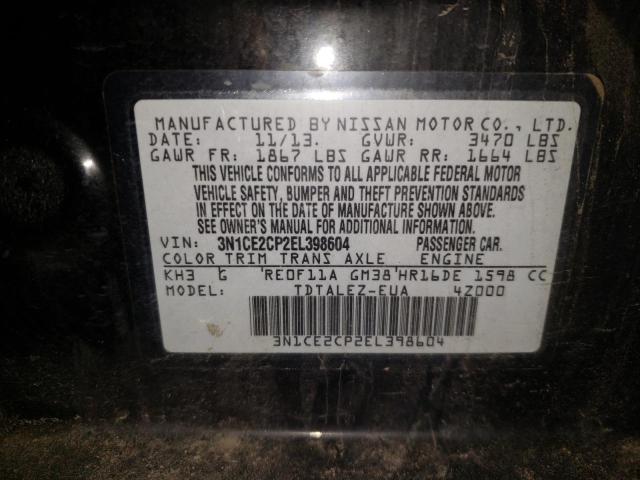 MANUFACTURED BY NISSAN MOTOR CO., LTD.
DATE: 11/13. GVWR: 3470 LBS
GAWR FR: 1867 LBS GAWR RR: 1664 LBS
THIS VEHICLE CONFORMS TO ALL APPLICABLE FEDERAL MOTOR
VEHICLE SAFETY, BUMPER AND THEFT PREVENTION STANDARDS
IN EFFECT ON THE DATE OF MANUFACTURE SHOWN ABOVE.
SEE OWNER'S MANUAL FOR ADDITIONAL INFORMATION.
VIN: 3N1CE2CP2EL398604 PASSENGER CAR.
COLOR TRIM TRANS AXLE ENGINE
KH3 G RE0F11A GM38 HR16DE 1598 CC
MODEL: TDTALEZ-EUA 4Z000
3N1CE2CP2EL398604